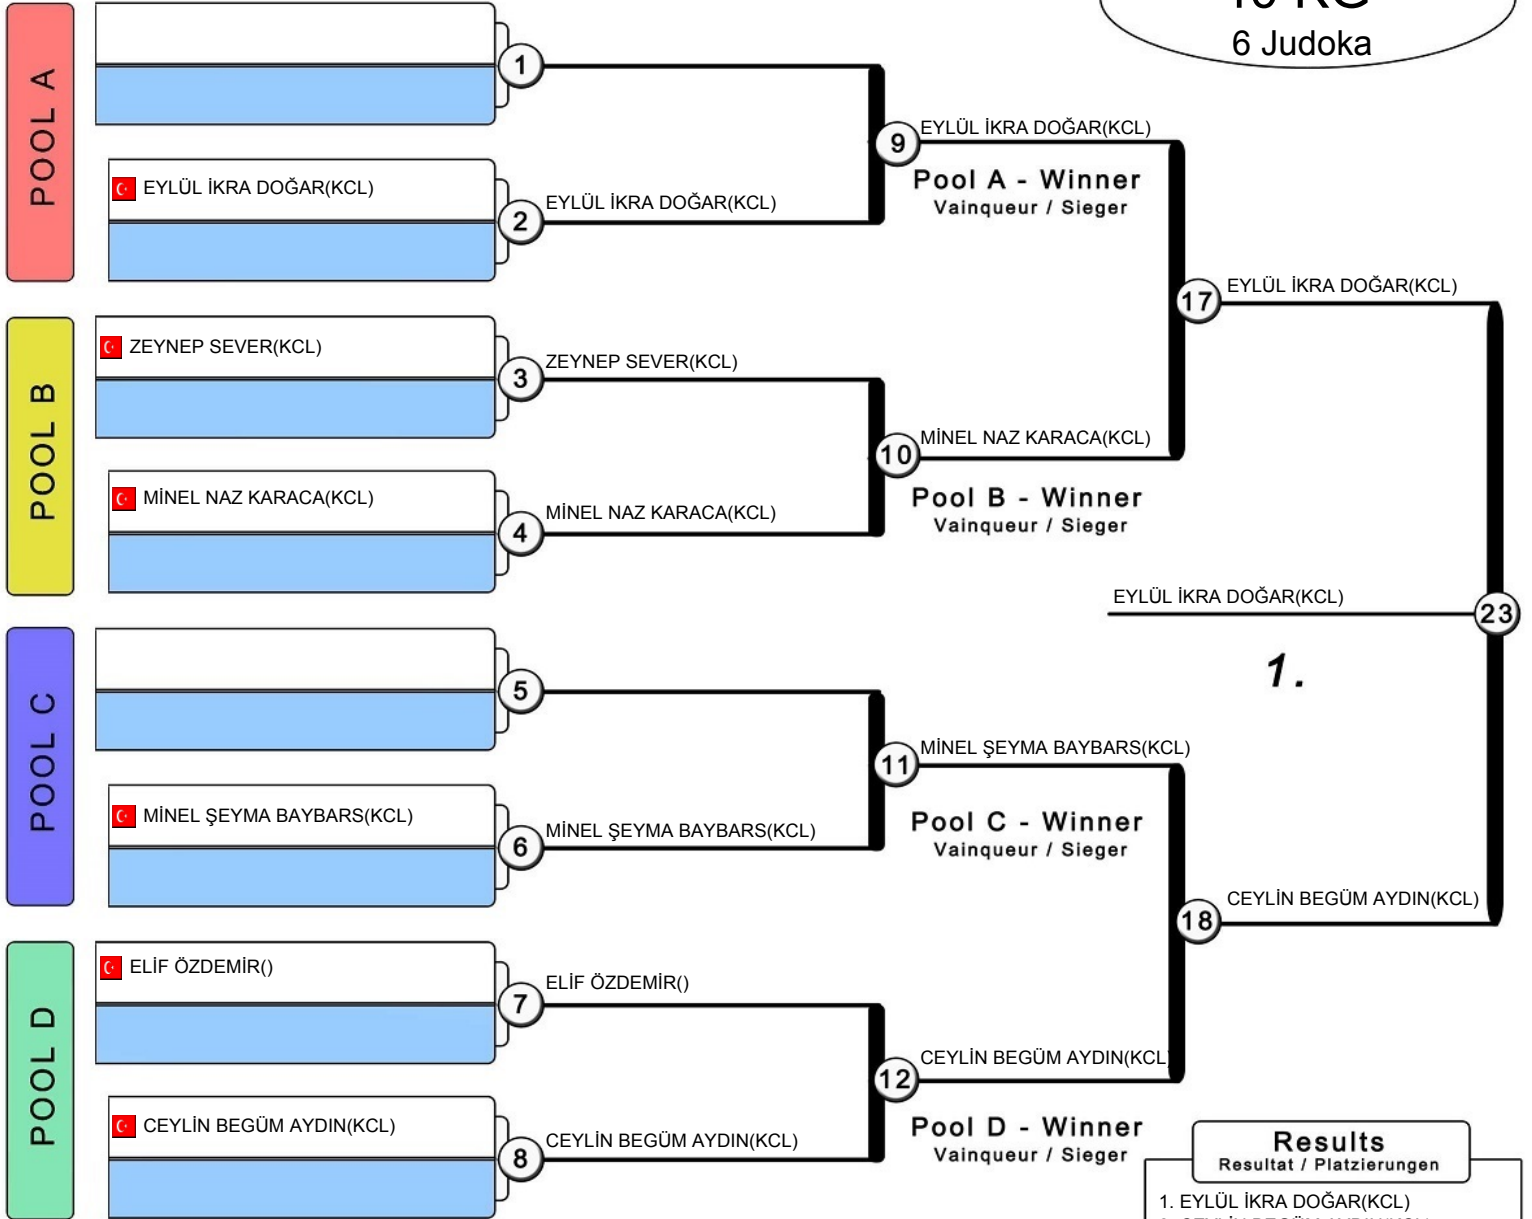 6 Judoka
POOL A
1
EYLÜL İKRA DOĞAR(KCL)
2
EYLÜL İKRA DOĞAR(KCL)
9
EYLÜL İKRA DOĞAR(KCL)
Pool A - Winner
Vainqueur / Sieger
17
EYLÜL İKRA DOĞAR(KCL)
POOL B
ZEYNEP SEVER(KCL)
3
ZEYNEP SEVER(KCL)
MİNEL NAZ KARACA(KCL)
4
MİNEL NAZ KARACA(KCL)
10
MİNEL NAZ KARACA(KCL)
Pool B - Winner
Vainqueur / Sieger
EYLÜL İKRA DOĞAR(KCL)
23
1.
POOL C
5
MİNEL ŞEYMA BAYBARS(KCL)
6
MİNEL ŞEYMA BAYBARS(KCL)
11
MİNEL ŞEYMA BAYBARS(KCL)
Pool C - Winner
Vainqueur / Sieger
18
CEYLİN BEGÜM AYDIN(KCL)
POOL D
ELİF ÖZDEMİR()
7
ELİF ÖZDEMİR()
CEYLİN BEGÜM AYDIN(KCL)
8
CEYLİN BEGÜM AYDIN(KCL)
12
CEYLİN BEGÜM AYDIN(KCL)
Pool D - Winner
Vainqueur / Sieger
Results
Resultat / Platzierungen
1. EYLÜL İKRA DOĞAR(KCL)